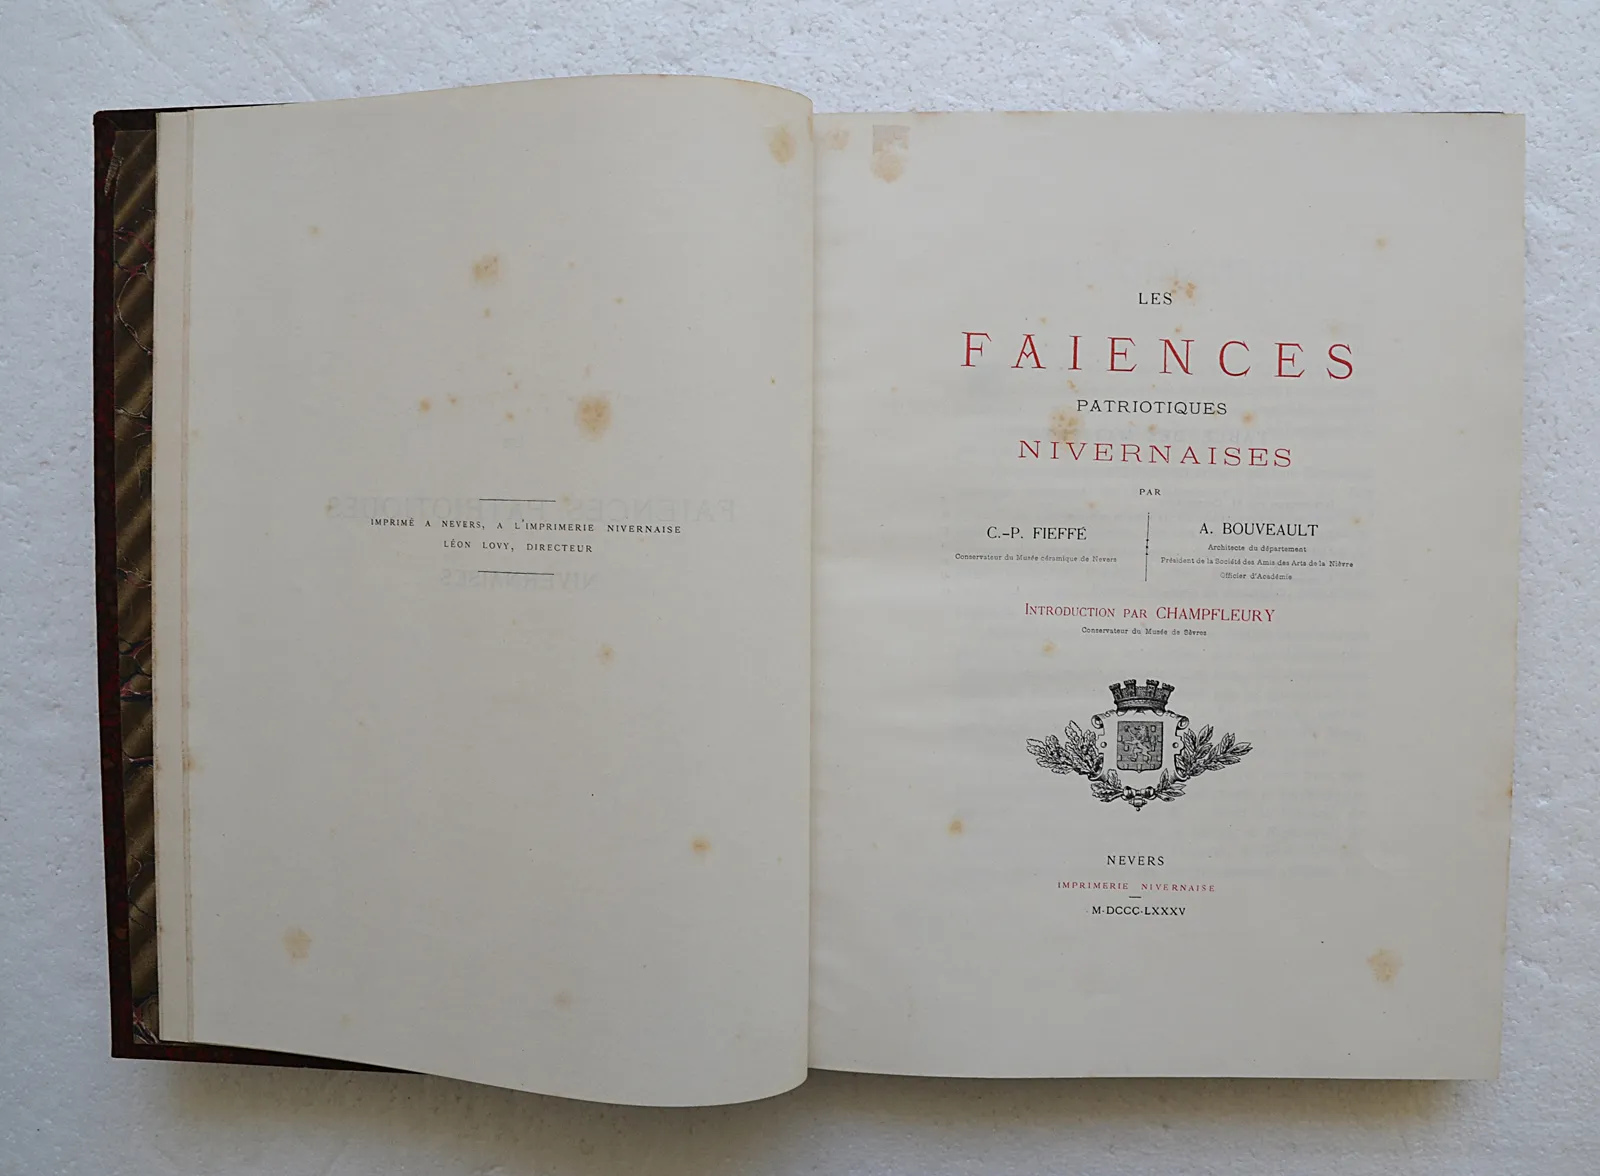 IMPRIMÉ A NEVERS, A L'IMPRIMERIE NIVERNAISE
LÉON LOVY, DIRECTEUR
LES
FAIENCES
PATRIOTIQUES
NIVERNAISES
PAR
C.-P. FIEFFÉ
Conservateur du Musée céramique de Nevers
A. BOUVEAULT
Architecte du département
Président de la Société des Amis des Arts de la Nièvre
Officier d'Académie
INTRODUCTION PAR CHAMPFLEURY
Conservateur du Musée de Sèvres
NEVERS
IMPRIMERIE NIVERNAISE
M·DCCC·LXXXV